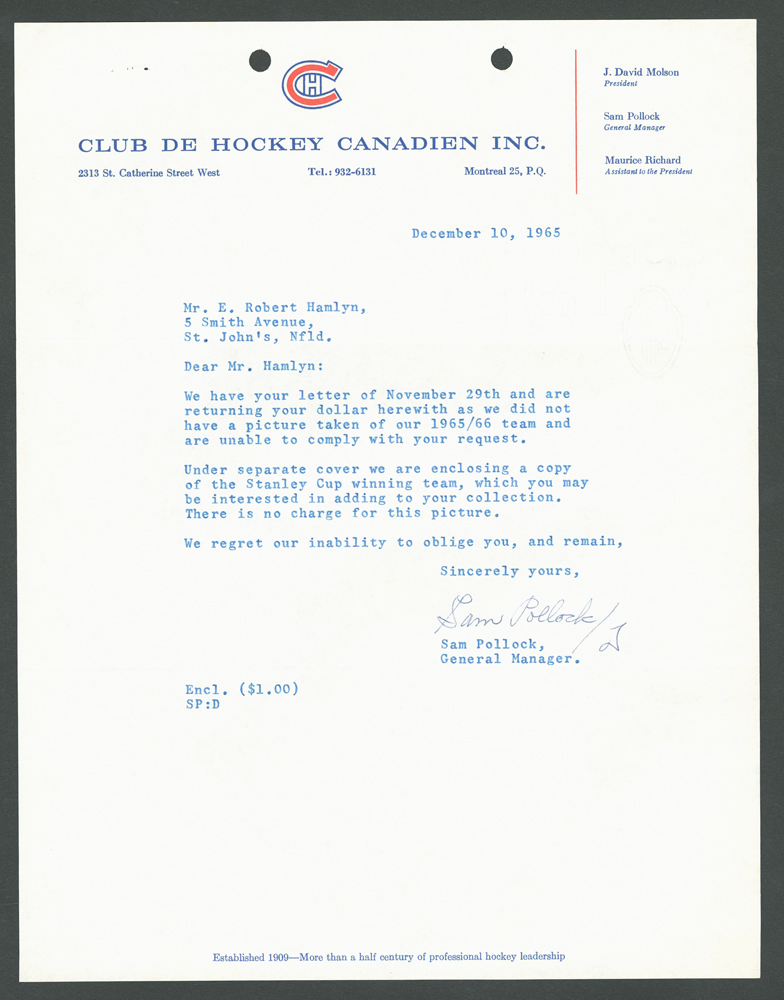 CH
J. David Molson
President
Sam Pollock
General Manager
Maurice Richard
Assistant to the President
CLUB DE HOCKEY CANADIEN INC.
2313 St. Catherine Street West Tel.: 932-6131 Montreal 25, P.Q.
December 10, 1965
Mr. E. Robert Hamlyn,
5 Smith Avenue,
St. John's, Nfld.
Dear Mr. Hamlyn:
We have your letter of November 29th and are
returning your dollar herewith as we did not
have a picture taken of our 1965/66 team and
are unable to comply with your request.
Under separate cover we are enclosing a copy
of the Stanley Cup winning team, which you may
be interested in adding to your collection.
There is no charge for this picture.
We regret our inability to oblige you, and remain,
Sincerely yours,
Sam Pollock/
Sam Pollock,
General Manager.
Encl. ($1.00)
SP:D
Established 1909—More than a half century of professional hockey leadership